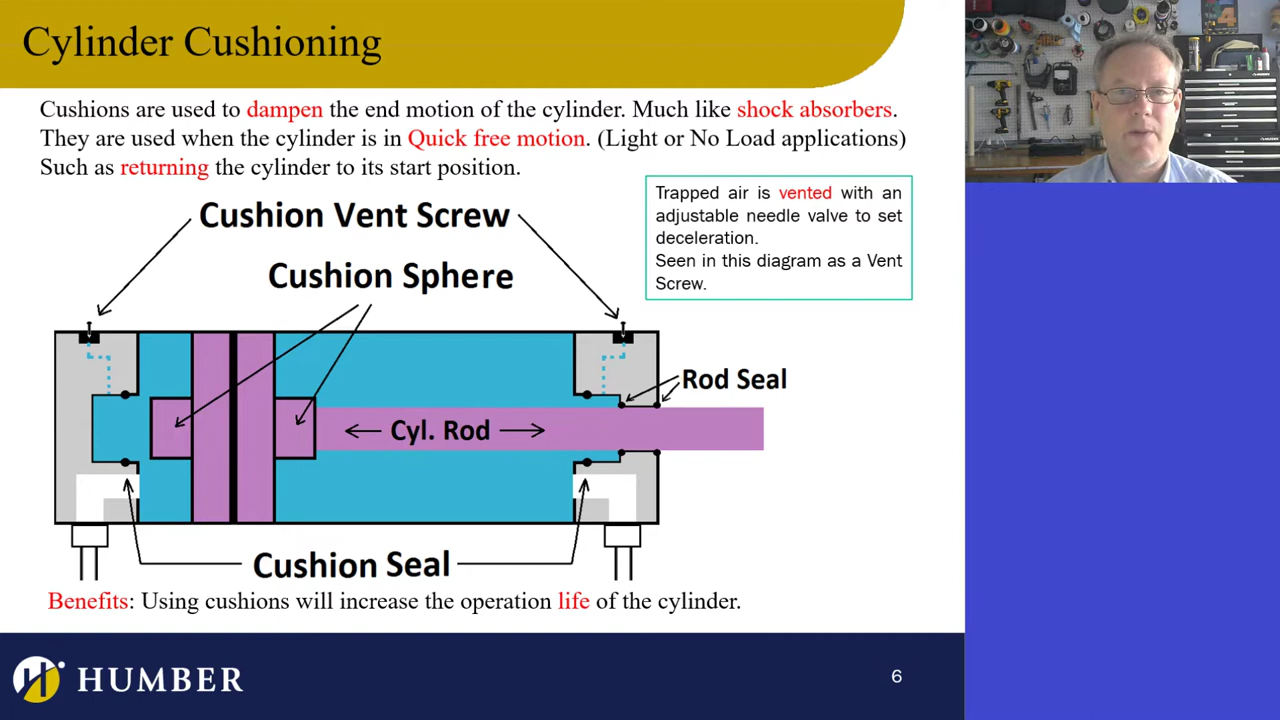 Cylinder Cushioning
Cushions are used to dampen the end motion of the cylinder. Much like shock absorbers.
They are used when the cylinder is in Quick free motion. (Light or No Load applications)
Such as returning the cylinder to its start position.
Trapped air is vented with an
adjustable needle valve to set
deceleration.
Seen in this diagram as a Vent
Screw.
Cushion Vent Screw
Cushion Sphere
Rod Seal
Cyl. Rod
Cushion Seal
Benefits: Using cushions will increase the operation life of the cylinder.
HUMBER
6